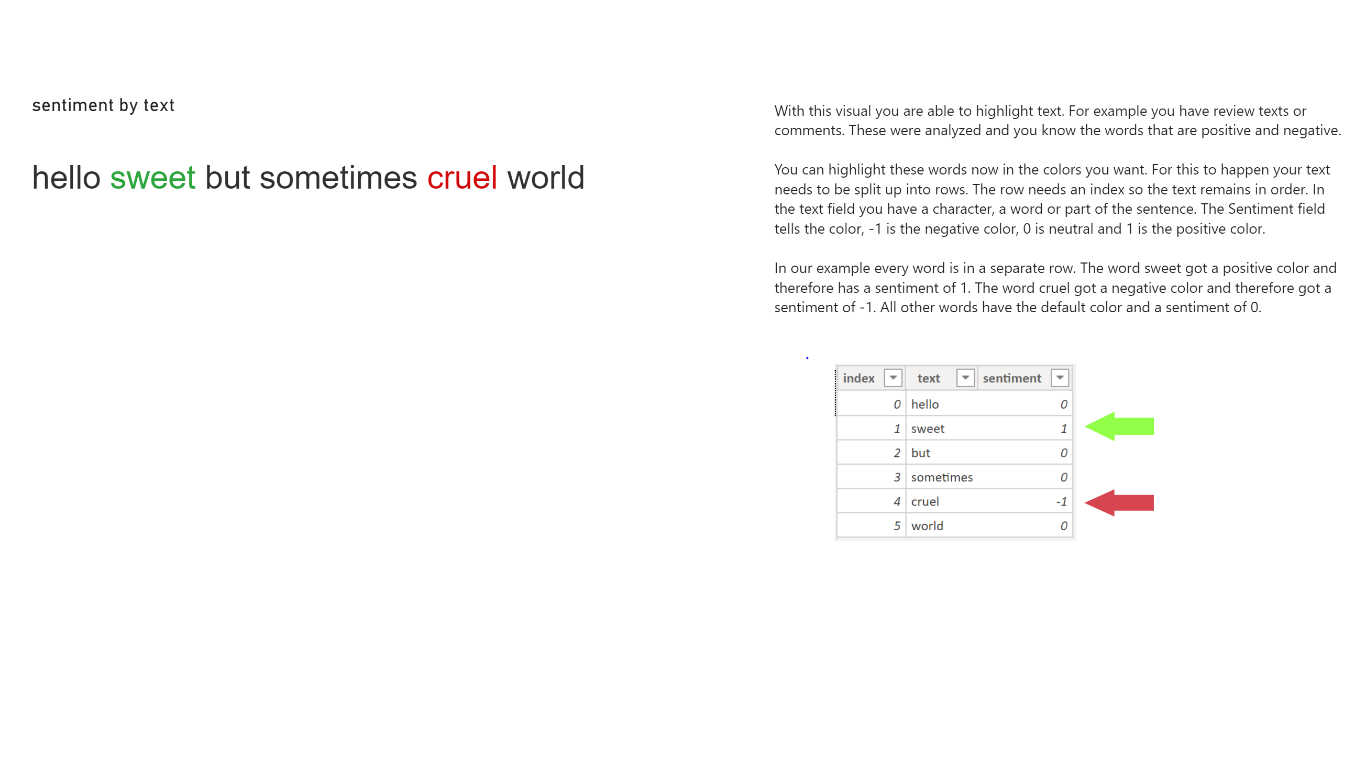 sentiment by text
hello sweet but sometimes cruel world
With this visual you are able to highlight text. For example you have review texts or
comments. These were analyzed and you know the words that are positive and negative.
You can highlight these words now in the colors you want. For this to happen your text
needs to be split up into rows. The row needs an index so the text remains in order. In
the text field you have a character, a word or part of the sentence. The Sentiment field
tells the color, -1 is the negative color, 0 is neutral and 1 is the positive color.
In our example every word is in a separate row. The word sweet got a positive color and
therefore has a sentiment of 1. The word cruel got a negative color and therefore got a
sentiment of -1. All other words have the default color and a sentiment of 0.
index text sentiment
0 hello 0
1 sweet 1
2 but 0
3 sometimes 0
4 cruel -1
5 world 0